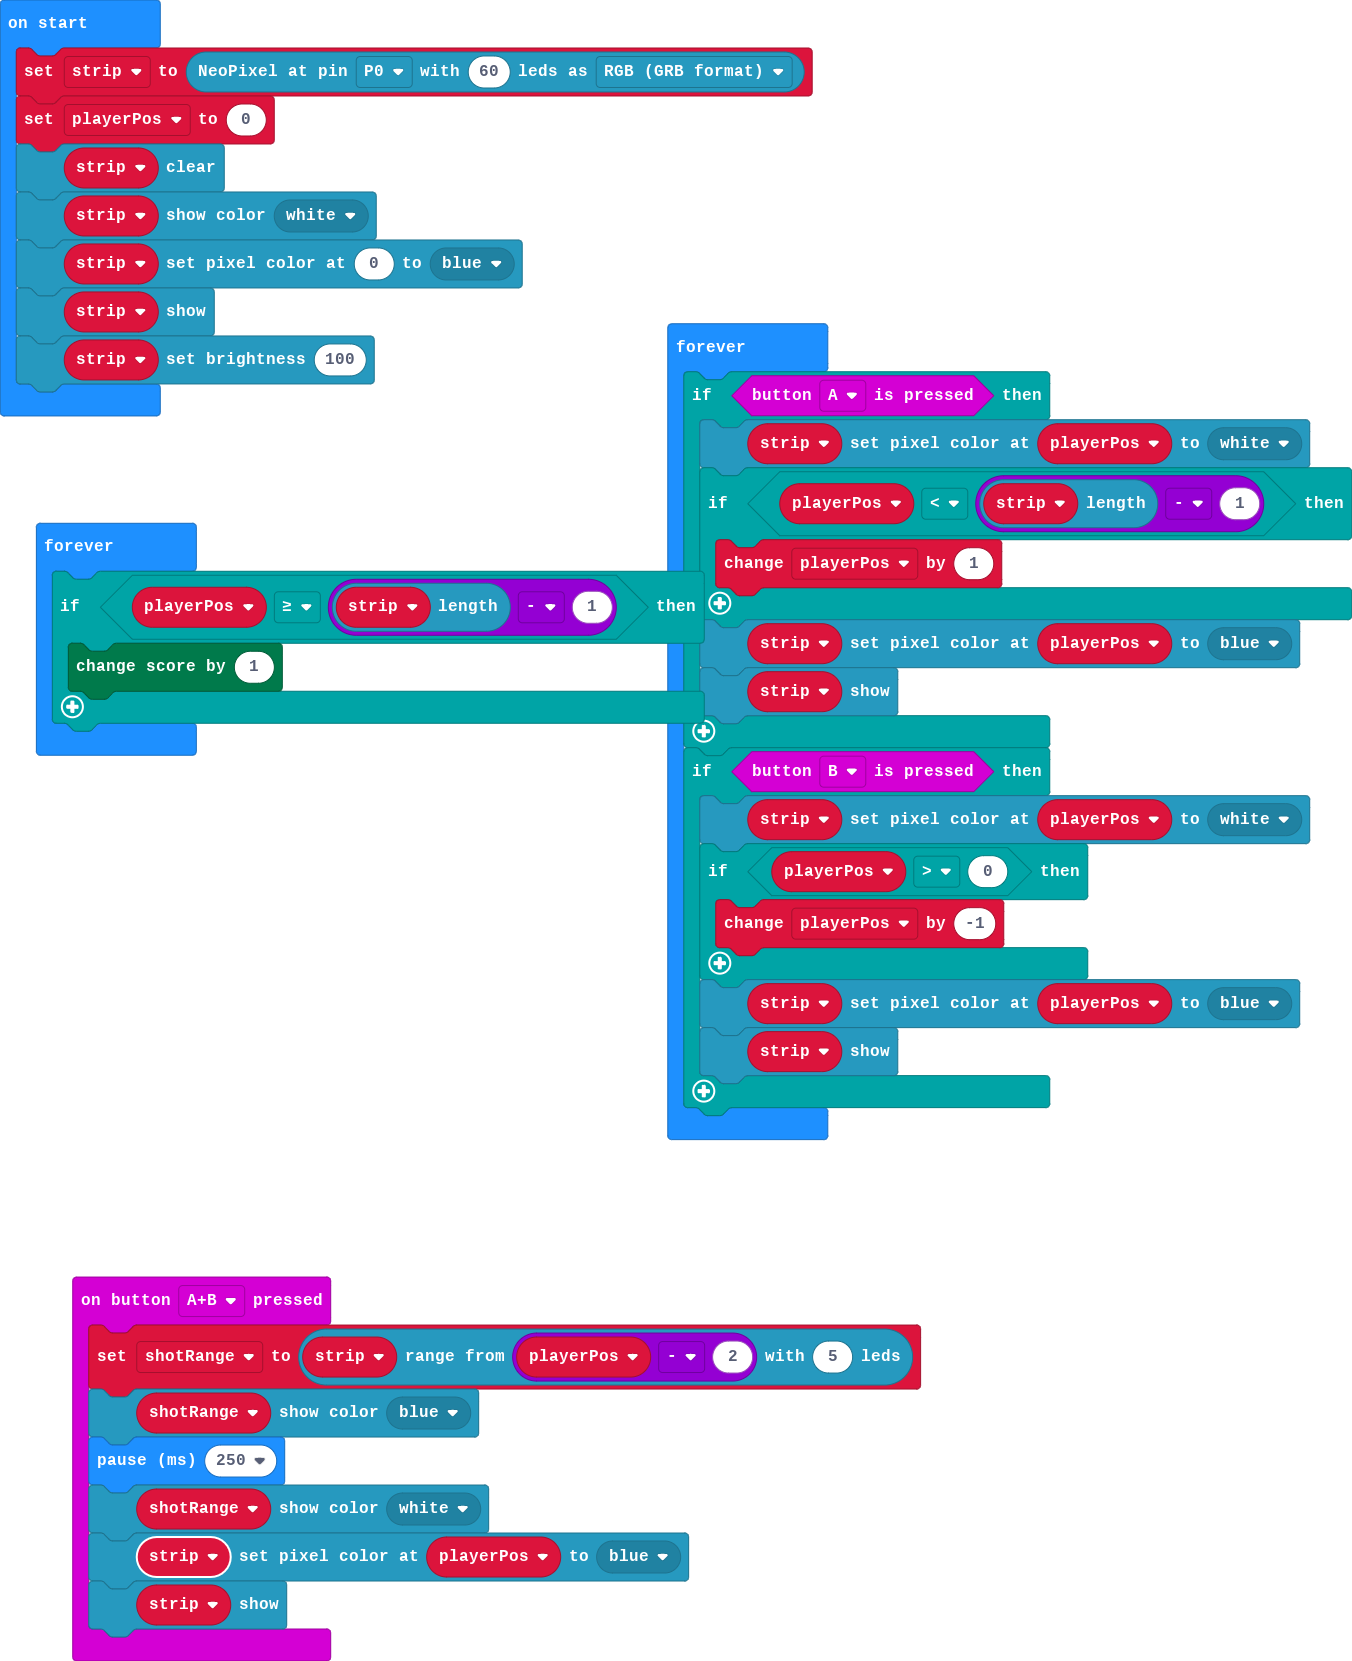 on start
set strip to NeoPixel at pin P0 with 60 leds as RGB (GRB format)
set playerPos to 0
strip clear
strip show color white
strip set pixel color at 0 to blue
strip show
strip set brightness 100
forever
if button A is pressed then
strip set pixel color at playerPos to white
if playerPos < strip length - 1 then
change playerPos by 1
strip set pixel color at playerPos to blue
strip show
if button B is pressed then
strip set pixel color at playerPos to white
if playerPos > 0 then
change playerPos by -1
strip set pixel color at playerPos to blue
strip show
forever
if playerPos ≥ strip length - 1 then
change score by 1
on button A+B pressed
set shotRange to strip range from playerPos - 2 with 5 leds
shotRange show color blue
pause (ms) 250
shotRange show color white
strip set pixel color at playerPos to blue
strip show